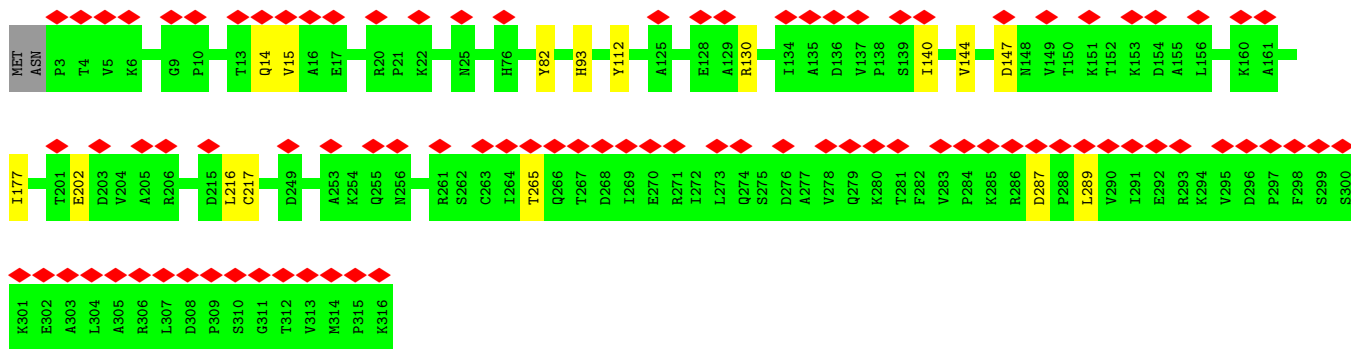 MET ASN P3 T4 V5 K6 G9 P10 T13 Q14 V15 A16 E17 R20 P21 K22 N25 H76 Y82 H93 Y112 A125 E128 A129 R130 I134 A135 D136 V137 P138 S139 I140 V144 D147 N148 V149 T150 K151 T152 K153 D154 A155 L156 K160 A161
I177 T201 E202 D203 V204 A205 R206 D215 L216 C217 D249 A253 K254 Q255 N256 R261 S262 C263 I264 T265 Q266 T267 D268 I269 E270 R271 I272 L273 Q274 S275 D276 A277 V278 Q279 K280 T281 F282 V283 P284 K285 R286 D287 P288 L289 V290 I291 E292 R293 K294 V295 D296 P297 F298 S299 S300
K301 E302 A303 L304 A305 R306 L307 D308 P309 S310 G311 T312 V313 M314 P315 K316